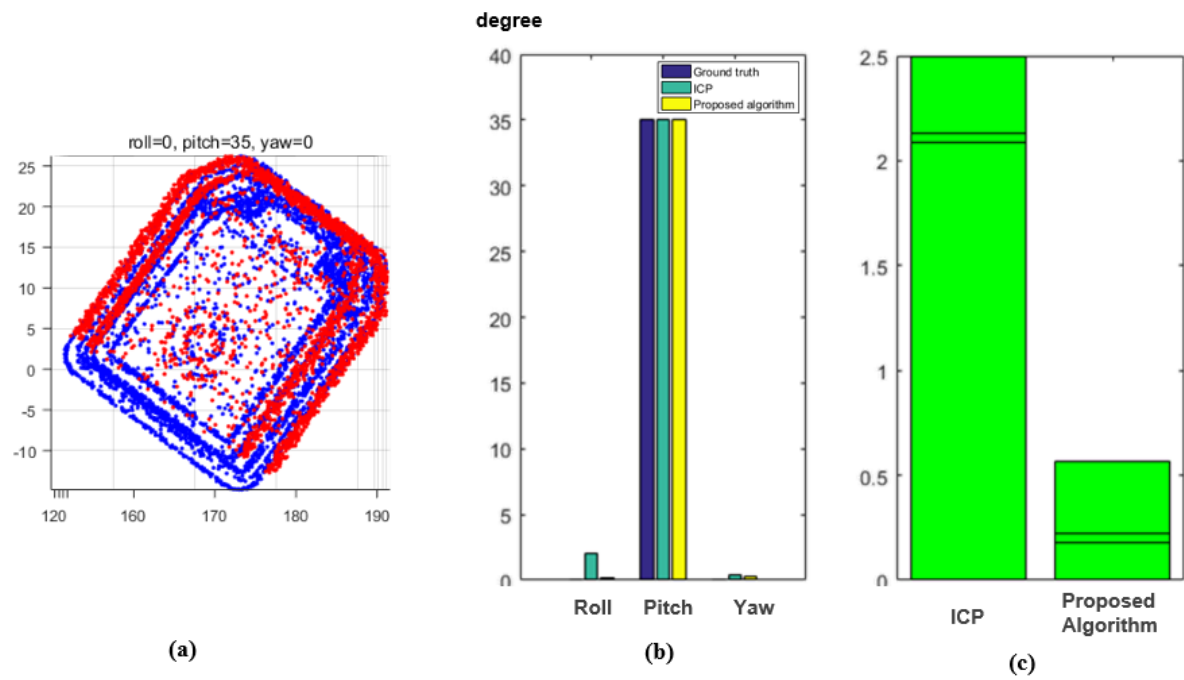 roll=0, pitch=35, yaw=0
25
20
15
10
5
0
-5
-10
120
160
170
180
190
(a)
degree
40
35
30
25
20
15
10
5
0
Ground truth
ICP
Proposed algorithm
Roll
Pitch
Yaw
(b)
2.5
2
1.5
1
0.5
0
ICP
Proposed
Algorithm
(c)